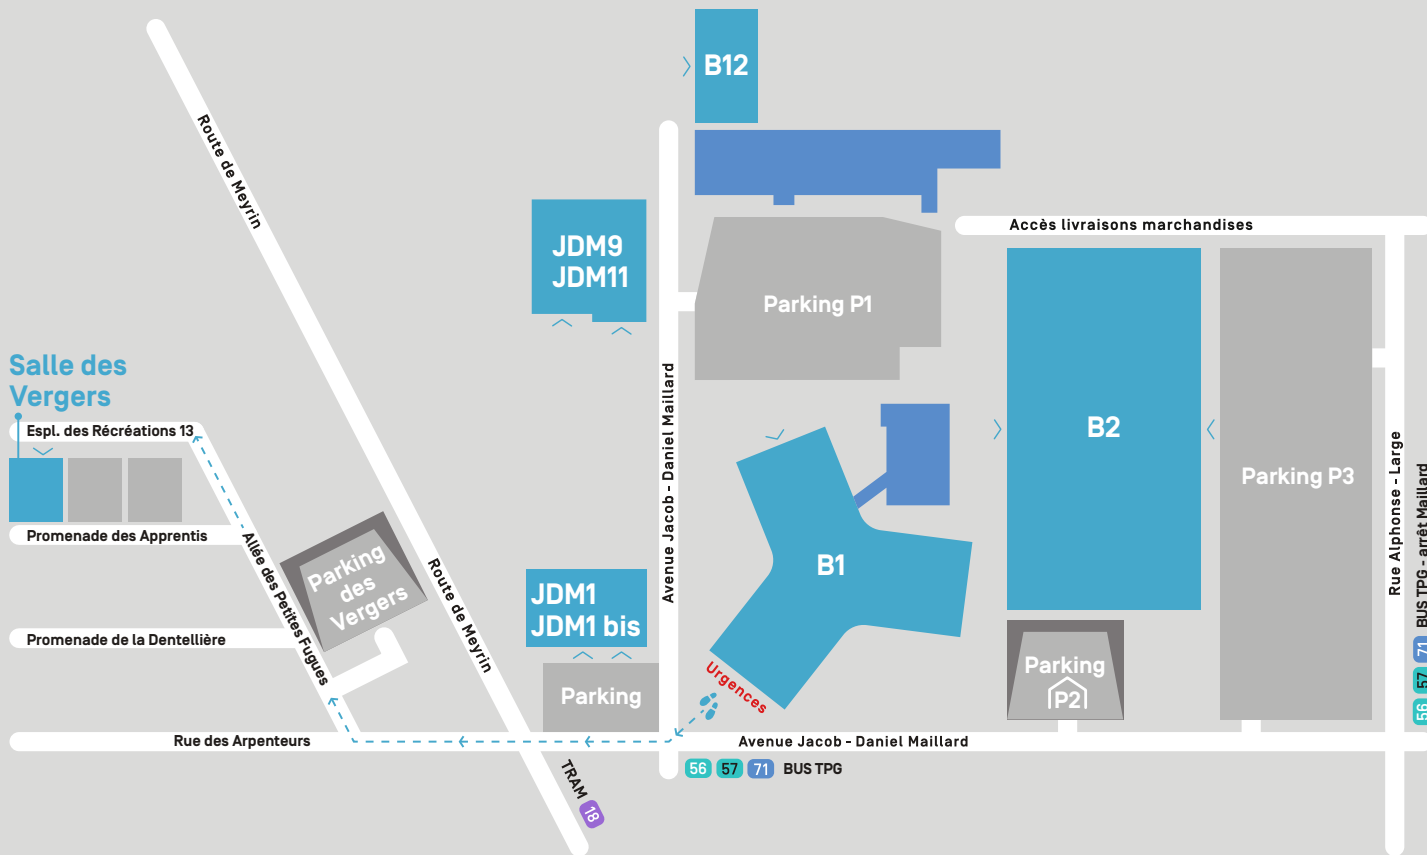 B12
Route de Meyrin
Accès livraisons marchandises
JDM9
JDM11
Parking P1
Salle des
Vergers
Espl. des Récréations 13
Avenue Jacob - Daniel Maillard
B2
Parking P3
Rue Alphonse - Large
56 57 71 BUS TPG - arrêt Maillard
Promenade des Apprentis
Allée des Petites Fugues
Parking
des
Vergers
Route de Meyrin
B1
JDM1
JDM1 bis
Promenade de la Dentellière
Urgences
Parking
Parking
P2
Rue des Arpenteurs
Avenue Jacob - Daniel Maillard
56 57 71 BUS TPG
TRAM 18